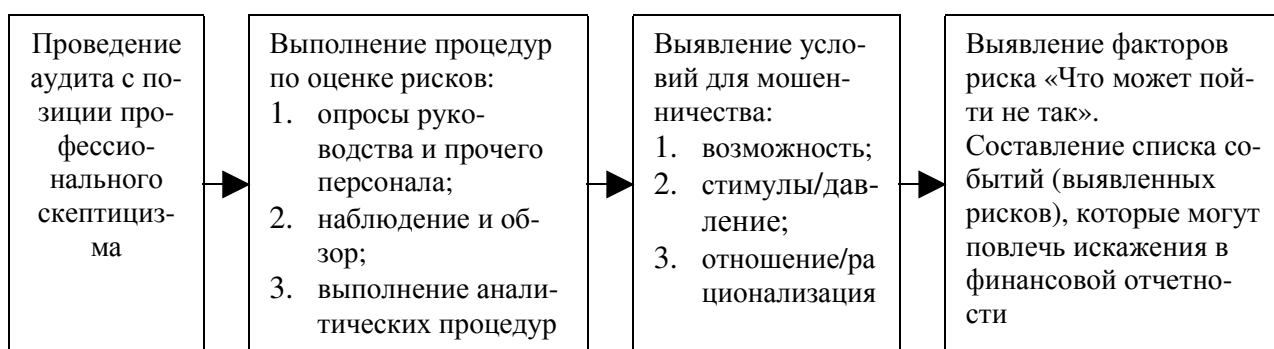 Проведение
аудита с по-
зиции про-
фессио-
нального
скептициз-
ма
Выполнение процедур
по оценке рисков:
1. опросы руко-
водства и прочего
персонала;
2. наблюдение и об-
зор;
3. выполнение анали-
тических процедур
Выявление усло-
вий для мошен-
ничества:
1. возможность;
2. стимулы/дав-
ление;
3. отношение/ра
ционализация
Выявление факторов
риска «Что может пой-
ти не так».
Составление списка со-
бытий (выявленных
рисков), которые могут
повлечь искажения в
финансовой отчетно-
сти